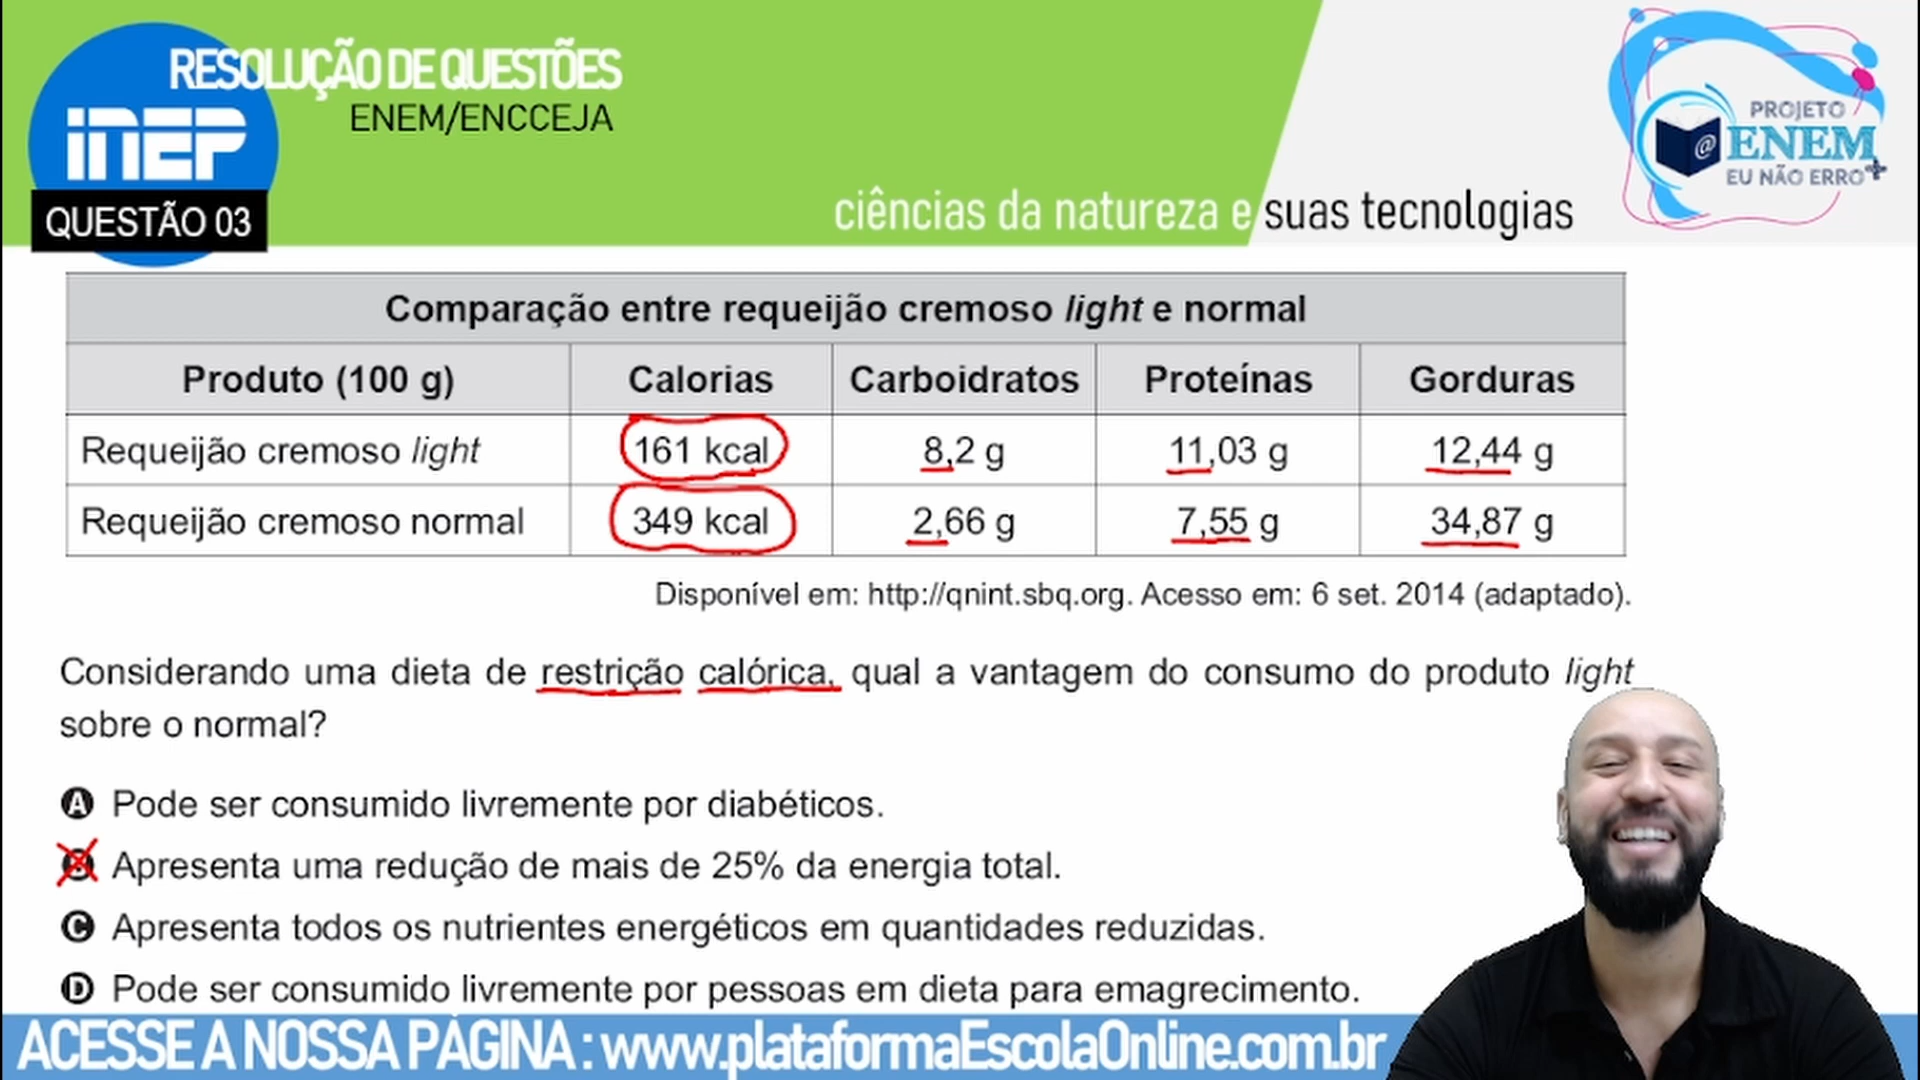 RESOLUÇÃO DE QUESTÕES
ENEM/ENCCEJA
INEP
QUESTÃO 03
ciências da natureza e suas tecnologias
PROJETO
@ENEM+
EU NÃO ERRO
Comparação entre requeijão cremoso light e normal
Produto (100 g) Calorias Carboidratos Proteínas Gorduras
Requeijão cremoso light 161 kcal 8,2 g 11,03 g 12,44 g
Requeijão cremoso normal 349 kcal 2,66 g 7,55 g 34,87 g
Disponível em: http://qnint.sbq.org. Acesso em: 6 set. 2014 (adaptado).
Considerando uma dieta de restrição calórica, qual a vantagem do consumo do produto light
sobre o normal?
A Pode ser consumido livremente por diabéticos.
B Apresenta uma redução de mais de 25% da energia total.
C Apresenta todos os nutrientes energéticos em quantidades reduzidas.
D Pode ser consumido livremente por pessoas em dieta para emagrecimento.
ACESSE A NOSSA PÁGINA : www.plataformaEscolaOnline.com.br